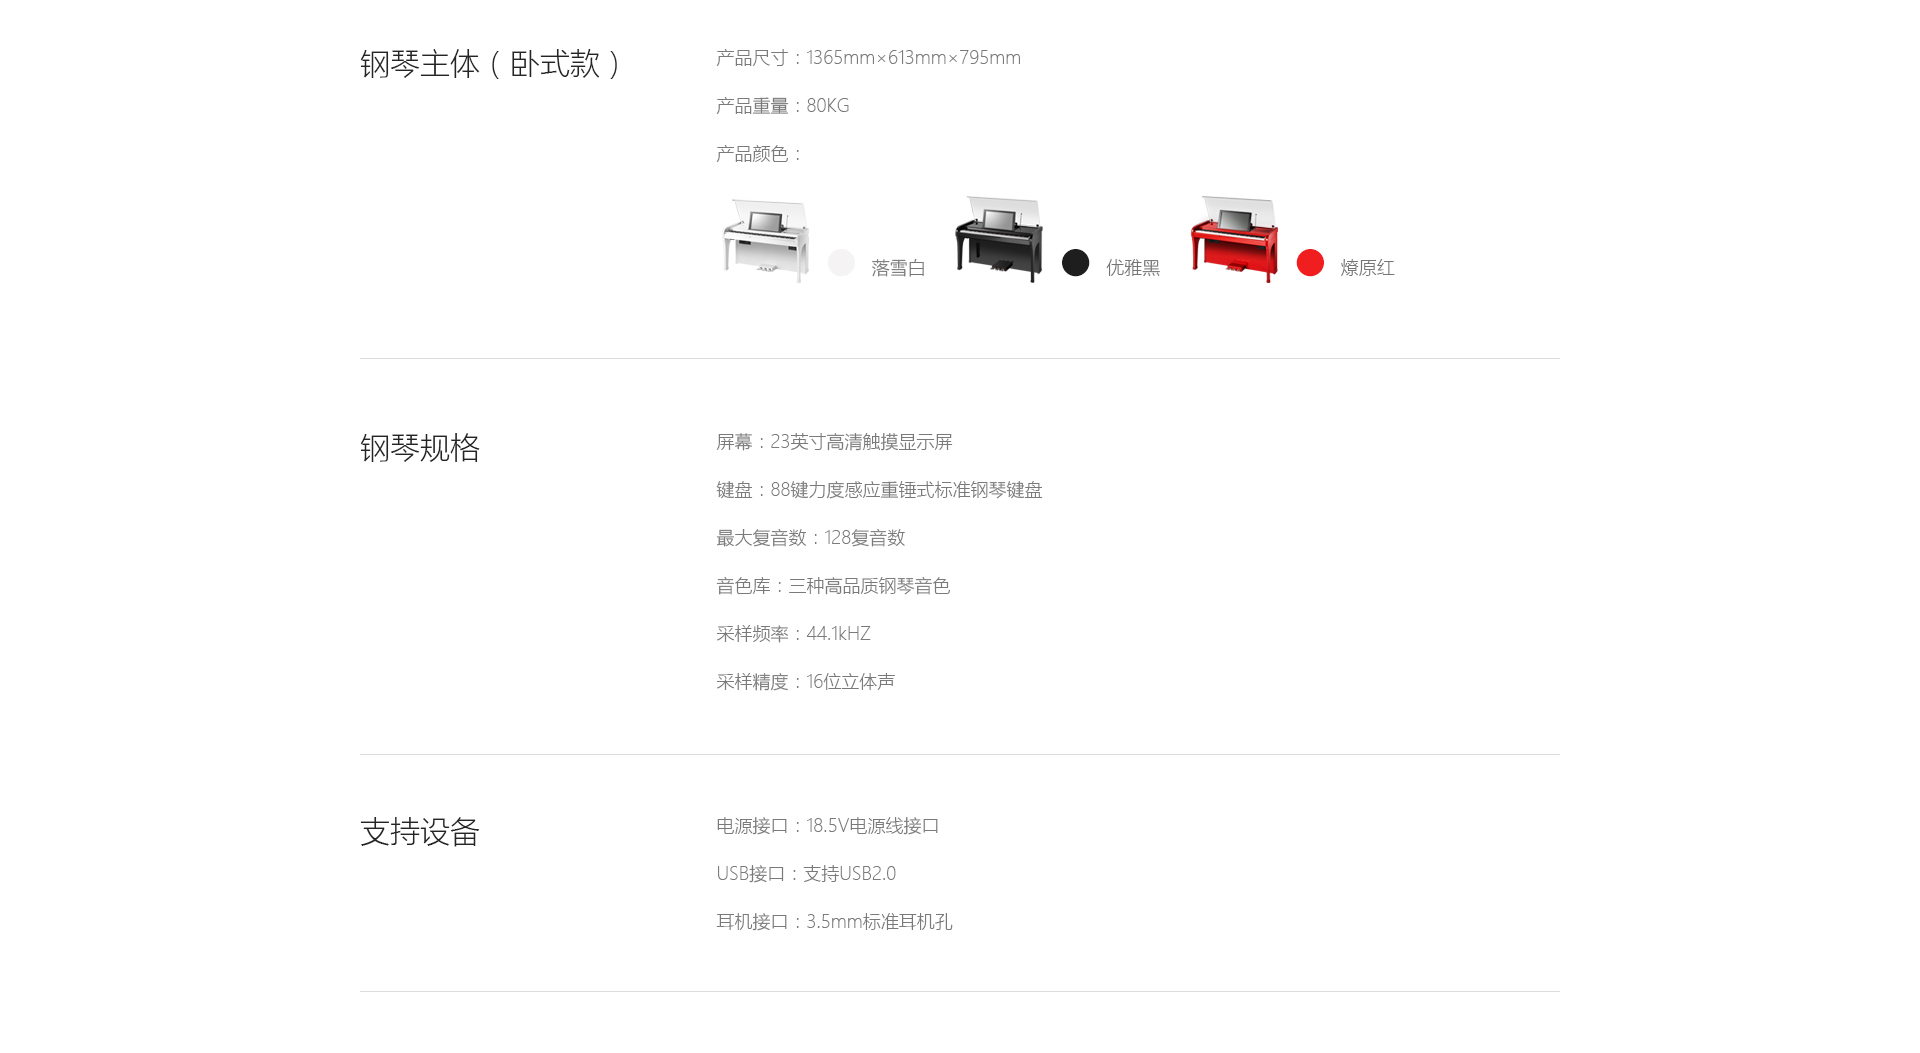 钢琴主体（卧式款）
产品尺寸：1365mm×613mm×795mm
产品重量：80KG
产品颜色：
落雪白 优雅黑 燎原红
钢琴规格
屏幕：23英寸高清触摸显示屏
键盘：88键力度感应重锤式标准钢琴键盘
最大复音数：128复音数
音色库：三种高品质钢琴音色
采样频率：44.1kHZ
采样精度：16位立体声
支持设备
电源接口：18.5V电源线接口
USB接口：支持USB2.0
耳机接口：3.5mm标准耳机孔